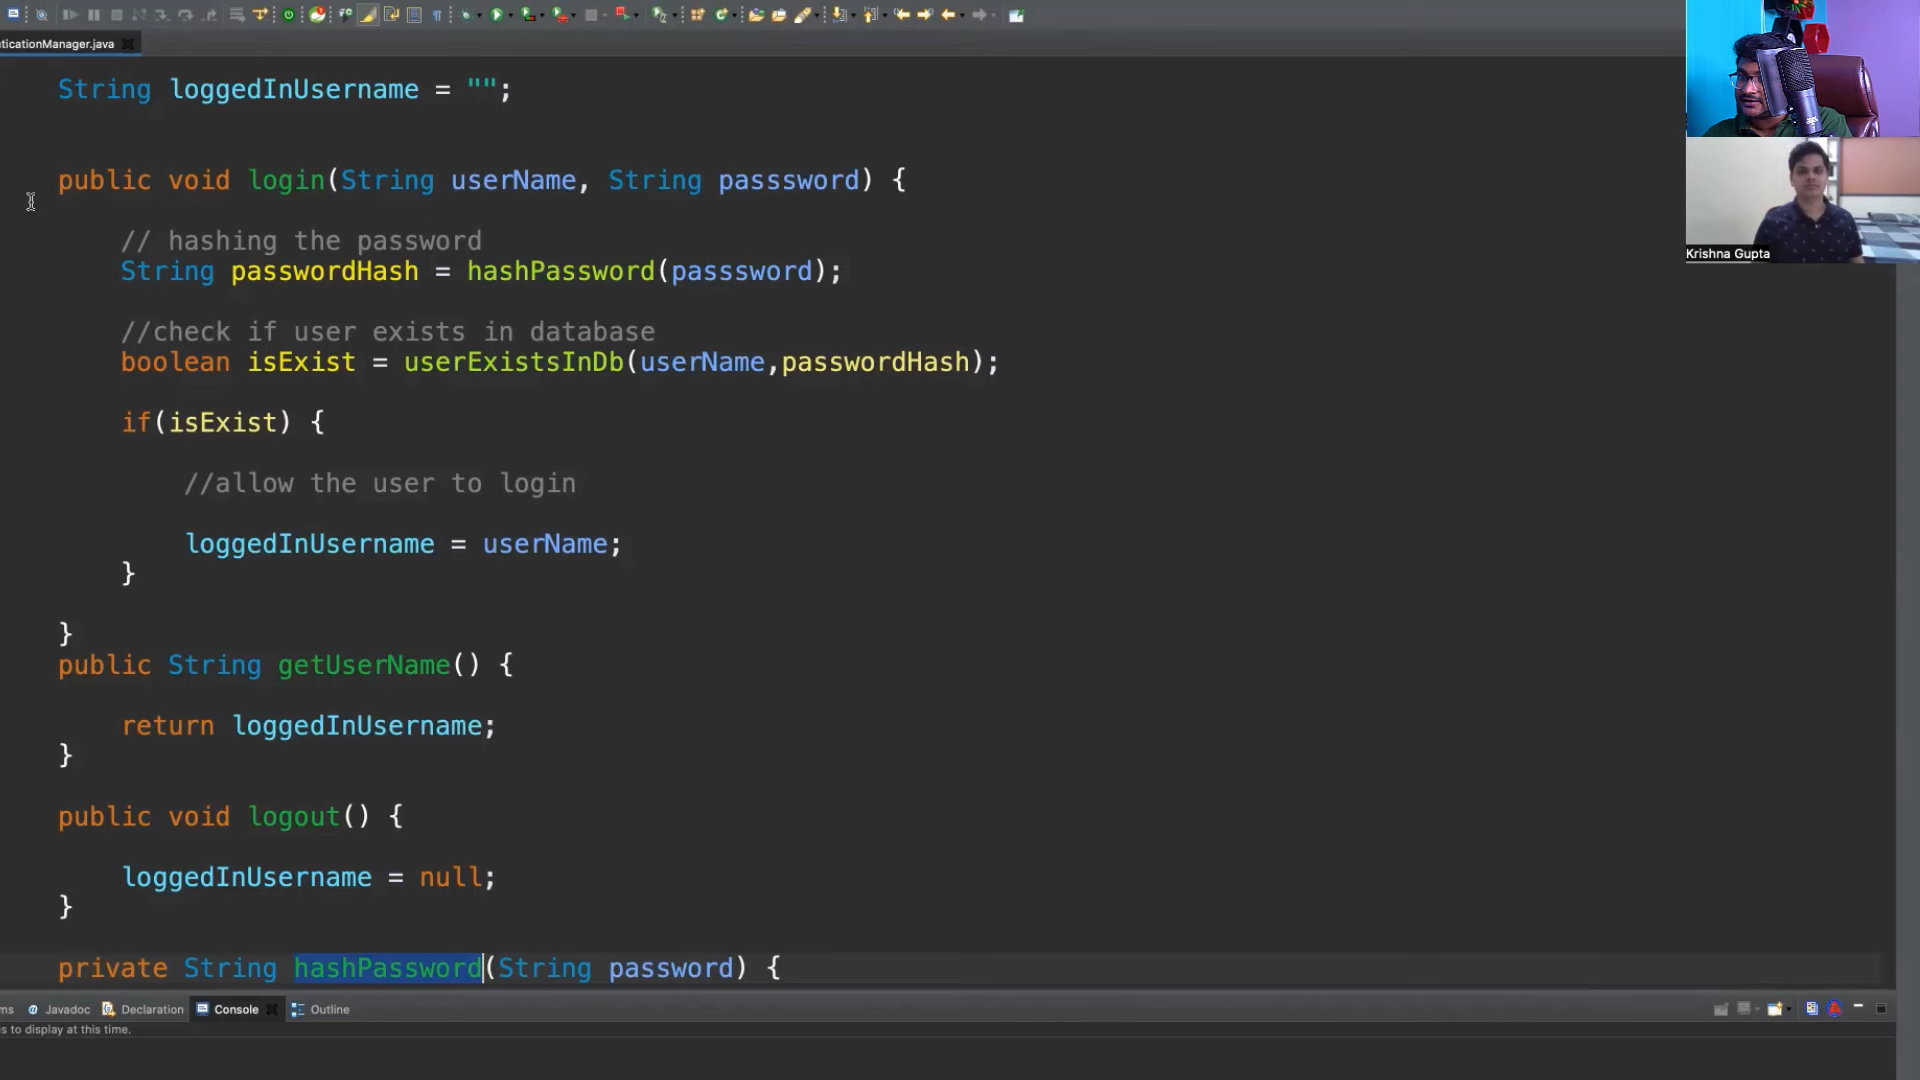 ticationManager.java
String loggedInUsername = "";
public void login(String userName, String passsword) {
// hashing the password
String passwordHash = hashPassword(passsword);
//check if user exists in database
boolean isExist = userExistsInDb(userName,passwordHash);
if(isExist) {
//allow the user to login
loggedInUsername = userName;
}
}
public String getUserName() {
return loggedInUsername;
}
public void logout() {
loggedInUsername = null;
}
private String hashPassword(String password) {
Krishna Gupta
ms @ Javadoc Declaration Console Outline
es to display at this time.